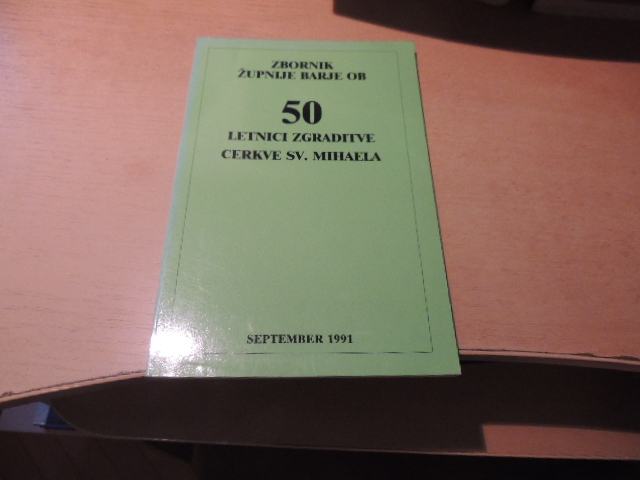 ZBORNIK
ŽUPNIJE BARJE OB
50
LETNICI ZGRADITVE
CERKVE SV. MIHAELA
SEPTEMBER 1991